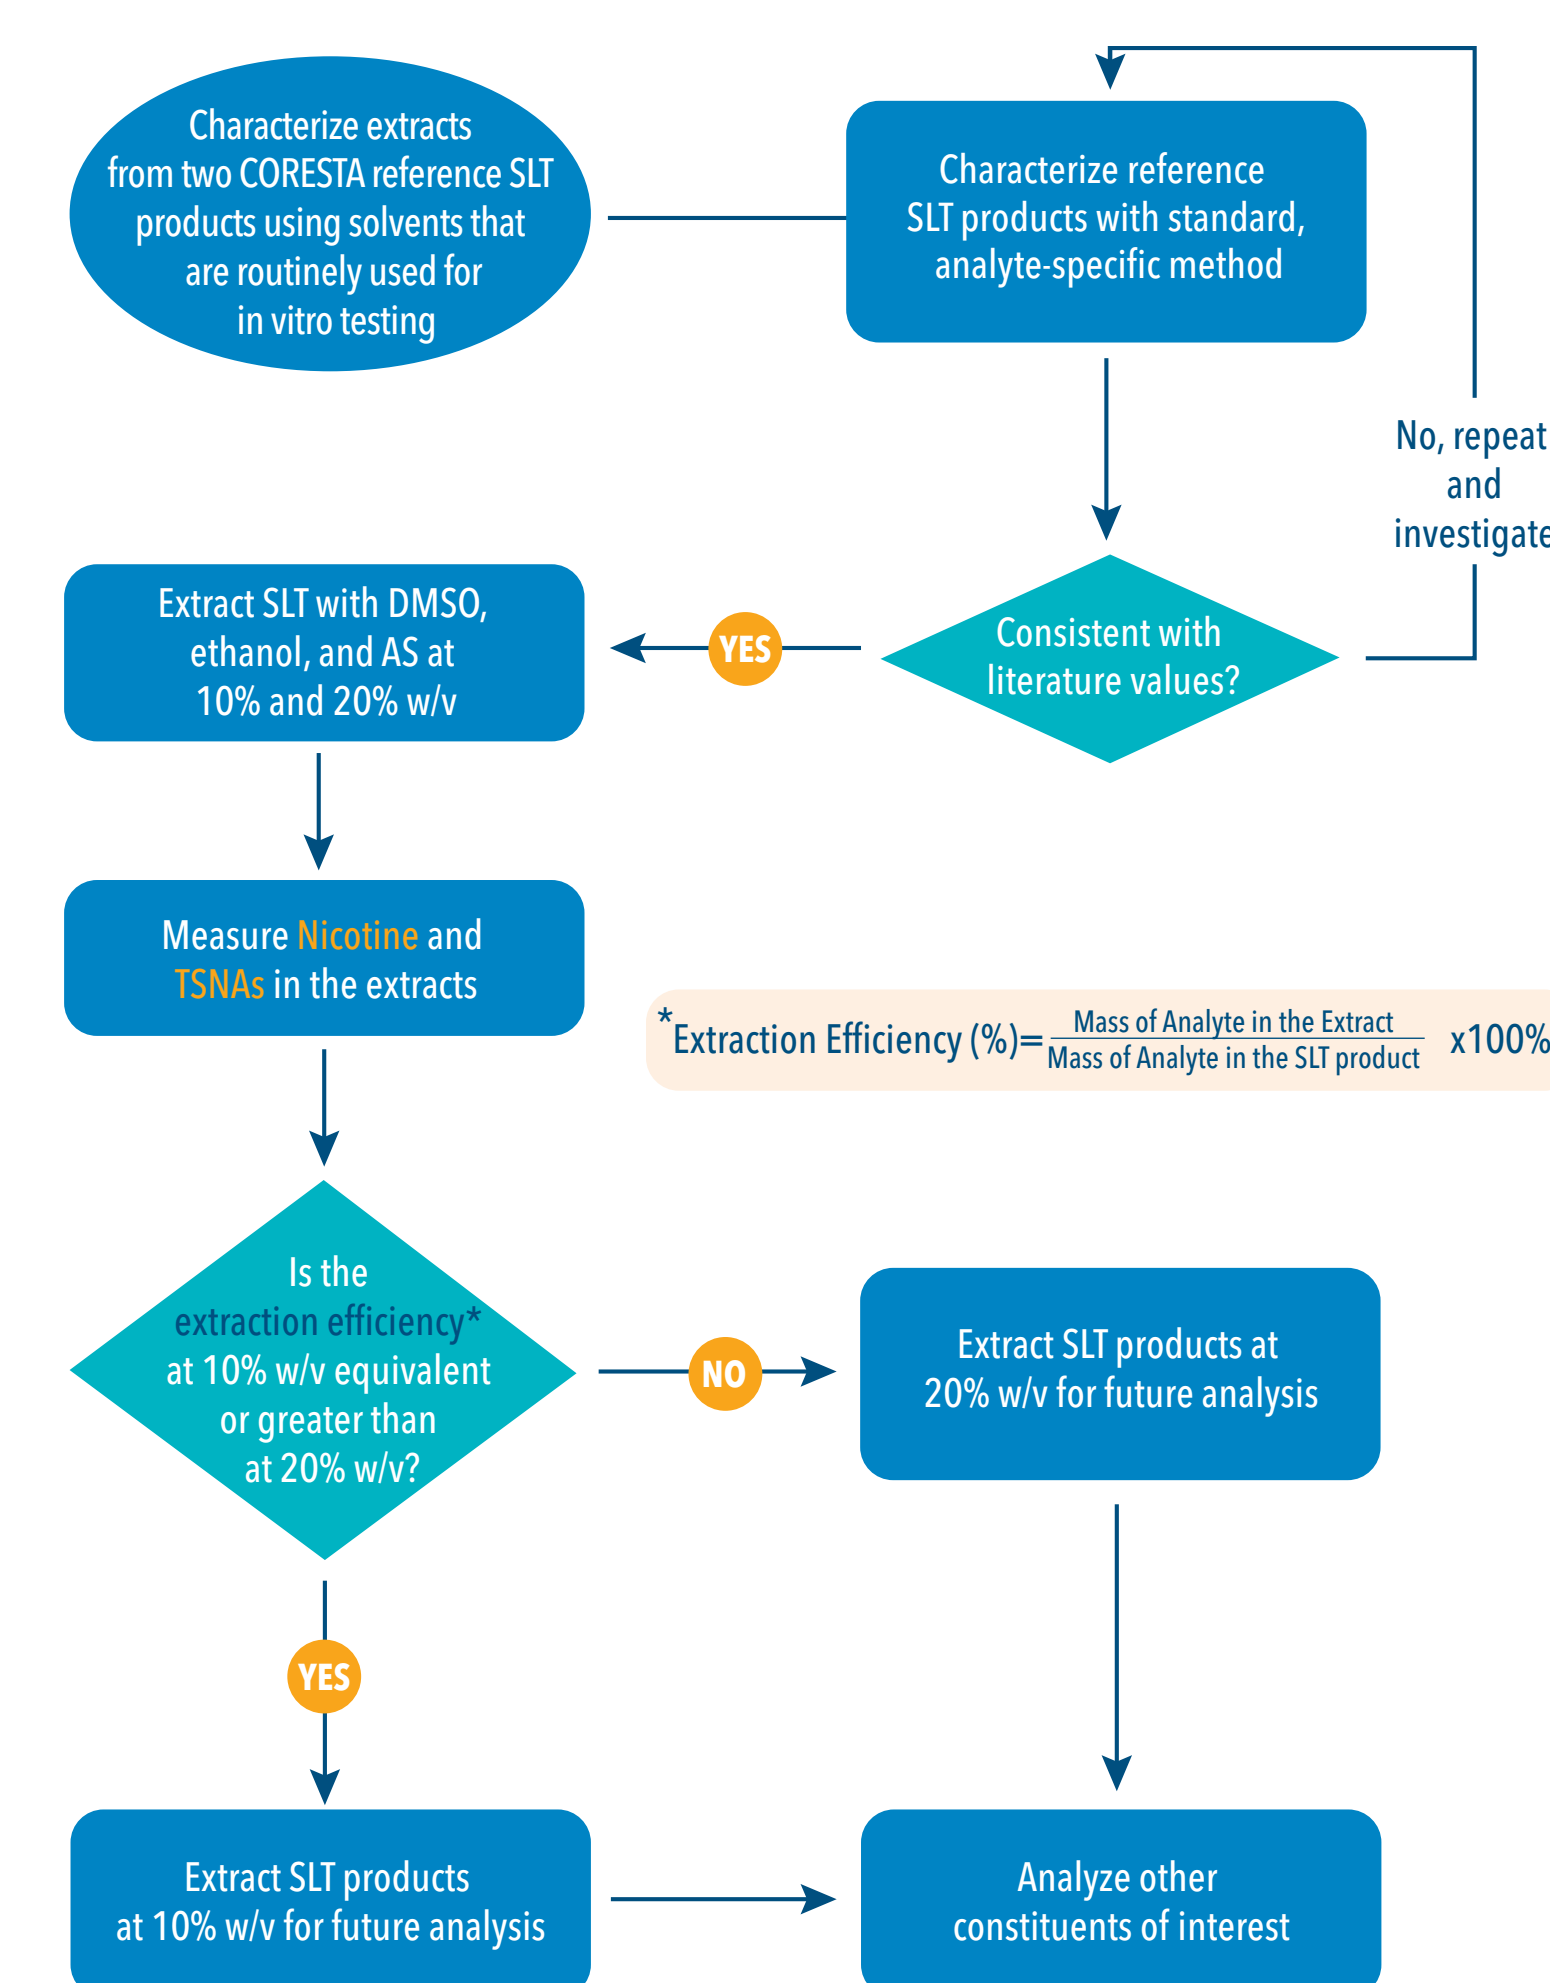 Characterize extracts
from two CORESTA reference SLT
products using solvents that
are routinely used for
in vitro testing
Characterize reference
SLT products with standard,
analyte-specific method
No, repeat
and
investigate
Consistent with
literature values?
YES
Extract SLT with DMSO,
ethanol, and AS at
10% and 20% w/v
Measure Nicotine and
TSNAs in the extracts
*Extraction Efficiency (%)= Mass of Analyte in the Extract
Mass of Analyte in the SLT product x100%
Is the
extraction efficiency*
at 10% w/v equivalent
or greater than
at 20% w/v?
NO
Extract SLT products at
20% w/v for future analysis
YES
Extract SLT products
at 10% w/v for future analysis
Analyze other
constituents of interest